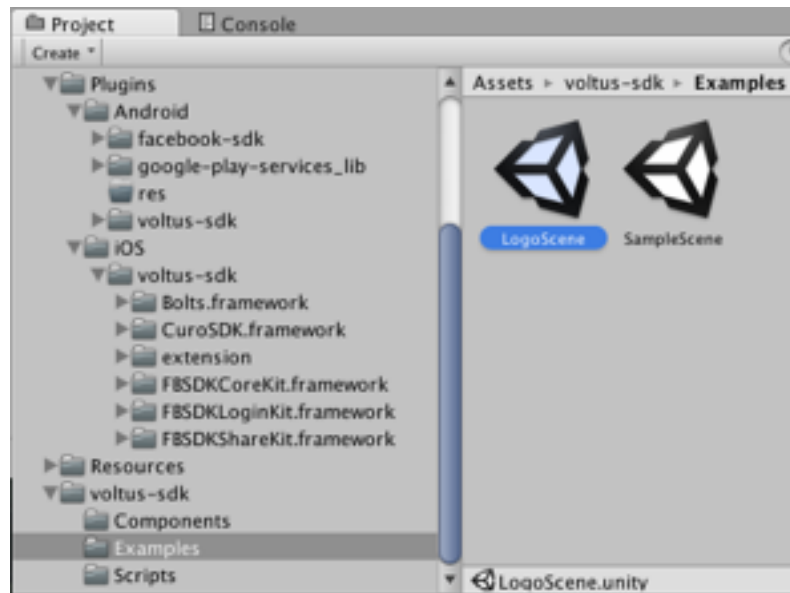 Project
Console
Create
Plugins
Android
facebook-sdk
google-play-services_lib
res
voltus-sdk
iOS
voltus-sdk
Bolts.framework
CuroSDK.framework
extension
FBSDKCoreKit.framework
FBSDKLoginKit.framework
FBSDKShareKit.framework
Resources
voltus-sdk
Components
Examples
Scripts
Assets ▸ voltus-sdk ▸ Examples
LogoScene
SampleScene
LogoScene.unity